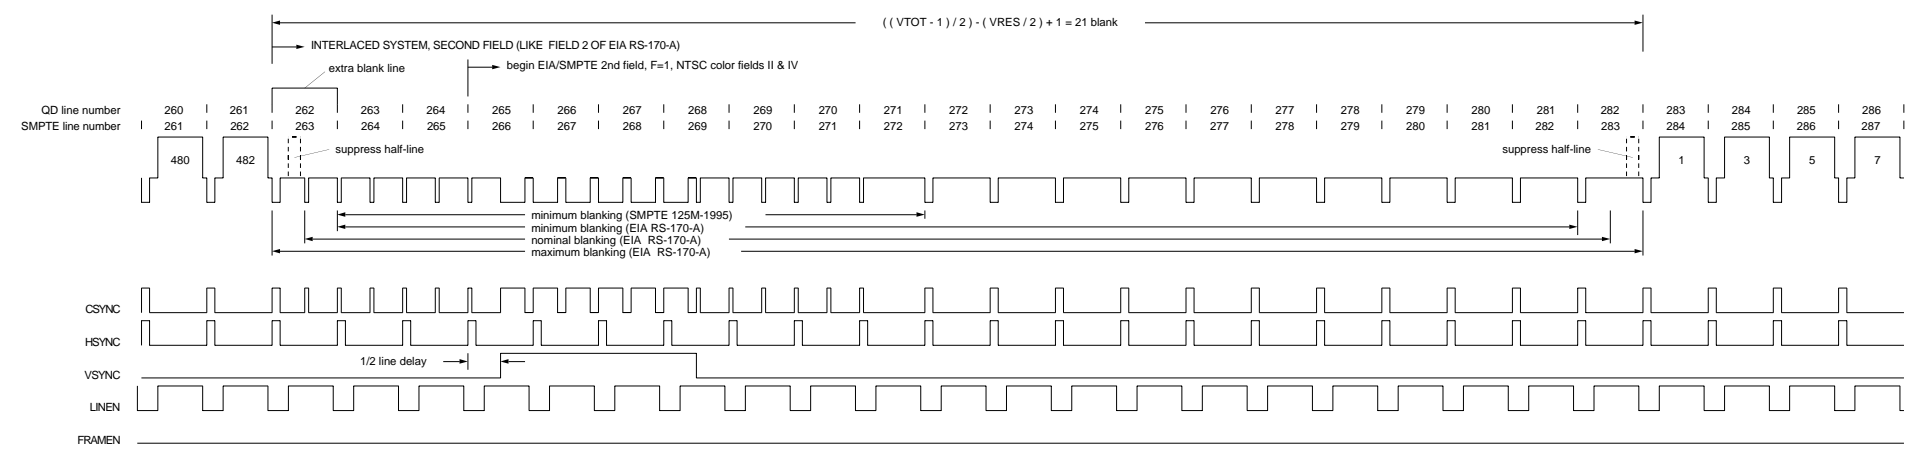 ( ( VTOT - 1 ) / 2 ) - ( VRES / 2 ) + 1 = 21 blank
INTERLACED SYSTEM, SECOND FIELD (LIKE FIELD 2 OF EIA RS-170-A)
extra blank line
begin EIA/SMPTE 2nd field, F=1, NTSC color fields II & IV
QD line number 260 261 262 263 264 265 266 267 268 269 270 271 272 273 274 275 276 277 278 279 280 281 282 283 284 285 286
SMPTE line number 261 262 263 264 265 266 267 268 269 270 271 272 273 274 275 276 277 278 279 280 281 282 283 284 285 286 287
suppress half-line
suppress half-line
480 482 1 3 5 7
minimum blanking (SMPTE 125M-1995)
minimum blanking (EIA RS-170-A)
nominal blanking (EIA RS-170-A)
maximum blanking (EIA RS-170-A)
CSYNC
HSYNC
1/2 line delay
VSYNC
LINEN
FRAMEN